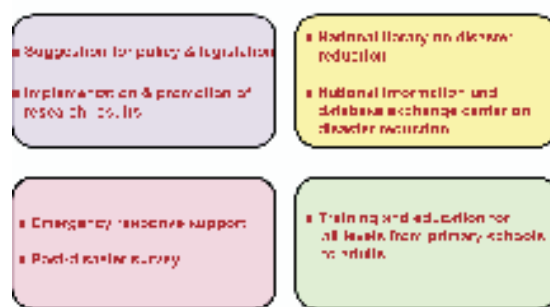 ▪ Suggestion for policy & legislation
▪ Implementation & promotion of
research results
▪ National library on disaster
reduction
▪ National information and
database exchange center on
disaster reduction
▪ Emergency response support
▪ Post-disaster survey
▪ Training and education for
all levels from primary schools
to adults